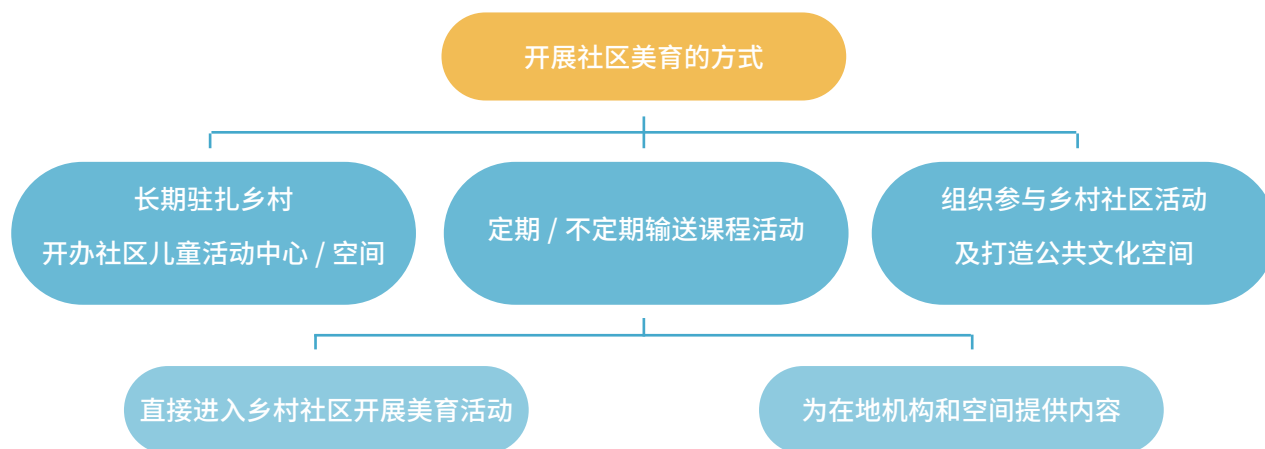 开展社区美育的方式
长期驻扎乡村
开办社区儿童活动中心 / 空间
定期 / 不定期输送课程活动
组织参与乡村社区活动
及打造公共文化空间
直接进入乡村社区开展美育活动
为在地机构和空间提供内容